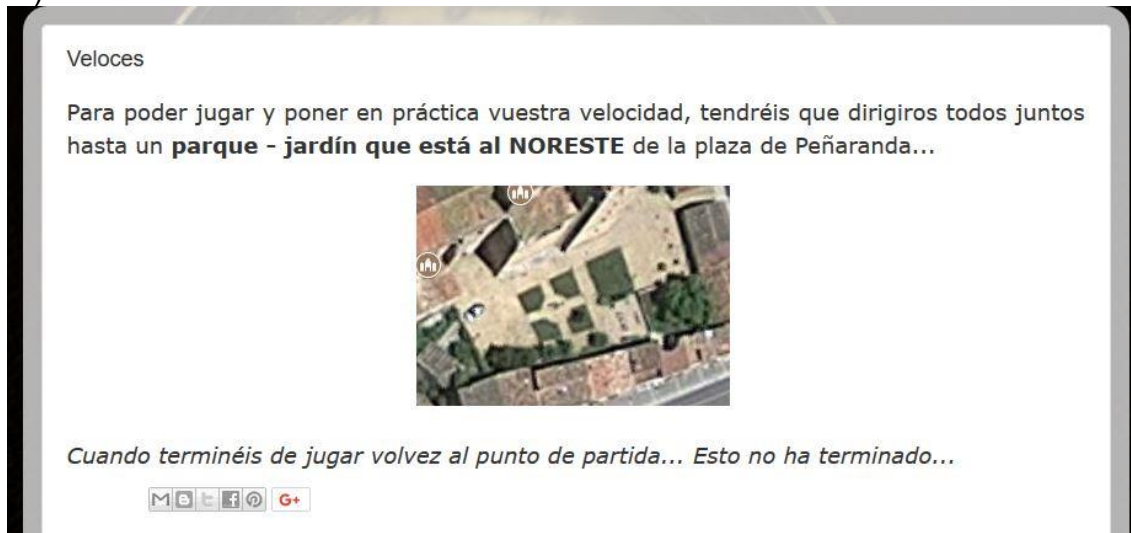 Veloces
Para poder jugar y poner en práctica vuestra velocidad, tendréis que dirigiros todos juntos
hasta un parque - jardín que está al NORESTE de la plaza de Peñaranda...
Cuando terminéis de jugar volvez al punto de partida... Esto no ha terminado...
G+